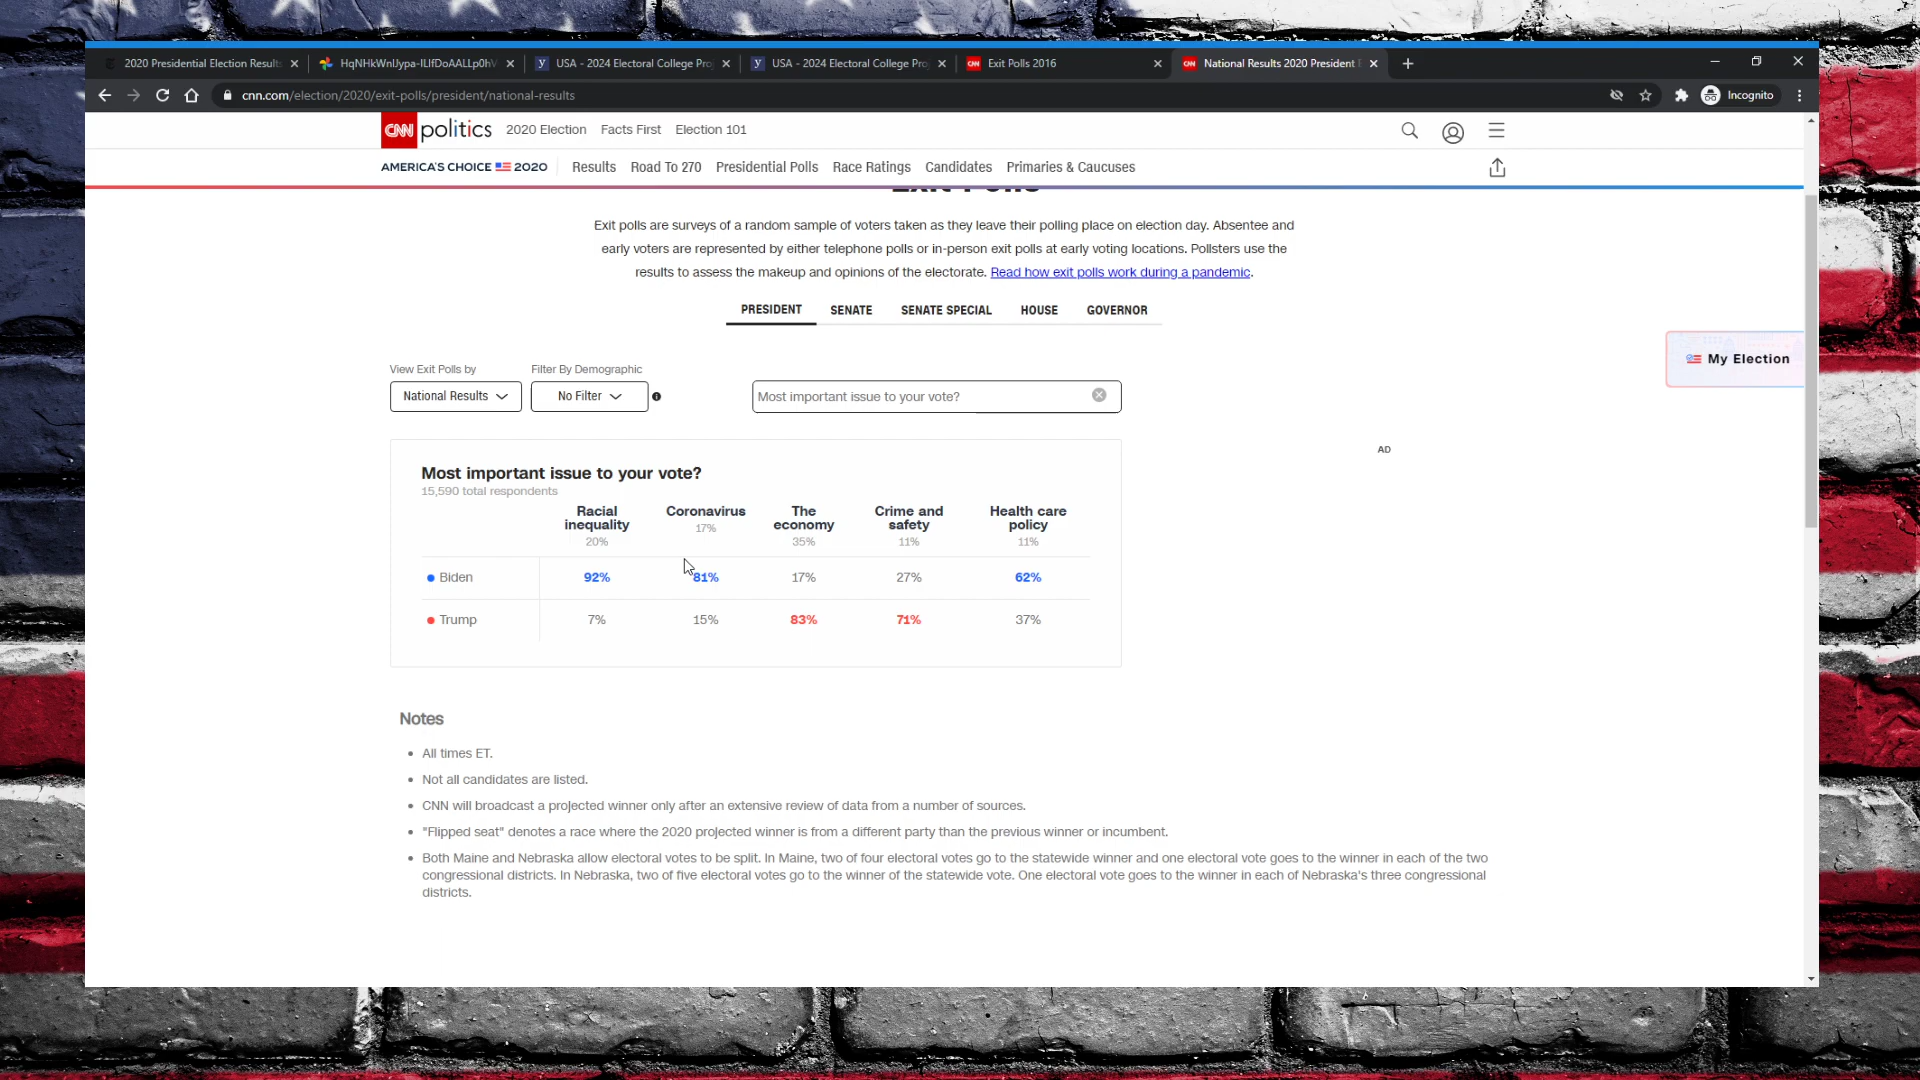 2020 Presidential Election Results
HqNHkWnlJypa-ILlfDoAALLp0hV
USA - 2024 Electoral College Pro
USA - 2024 Electoral College Pro
CNN Exit Polls 2016
CNN National Results 2020 President
cnn.com/election/2020/exit-polls/president/national-results
Incognito
CNN politics 2020 Election Facts First Election 101
AMERICA'S CHOICE 2020 Results Road To 270 Presidential Polls Race Ratings Candidates Primaries & Caucuses
Exit Polls
Exit polls are surveys of a random sample of voters taken as they leave their polling place on election day. Absentee and
early voters are represented by either telephone polls or in-person exit polls at early voting locations. Pollsters use the
results to assess the makeup and opinions of the electorate. Read how exit polls work during a pandemic.
PRESIDENT SENATE SENATE SPECIAL HOUSE GOVERNOR
My Election
View Exit Polls by Filter By Demographic
National Results No Filter Most important issue to your vote?
AD
Most important issue to your vote?
15,590 total respondents
Racial inequality 20% Coronavirus 17% The economy 35% Crime and safety 11% Health care policy 11%
Biden 92% 81% 17% 27% 62%
Trump 7% 15% 83% 71% 37%
Notes
• All times ET.
• Not all candidates are listed.
• CNN will broadcast a projected winner only after an extensive review of data from a number of sources.
• "Flipped seat" denotes a race where the 2020 projected winner is from a different party than the previous winner or incumbent.
• Both Maine and Nebraska allow electoral votes to be split. In Maine, two of four electoral votes go to the statewide winner and one electoral vote goes to the winner in each of the two
congressional districts. In Nebraska, two of five electoral votes go to the winner of the statewide vote. One electoral vote goes to the winner in each of Nebraska's three congressional
districts.